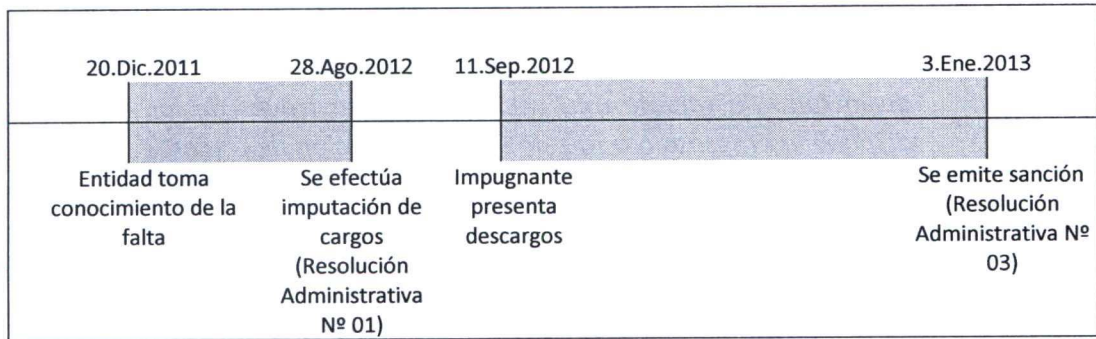 20.Dic.2011
28.Ago.2012
11.Sep.2012
3.Ene.2013
Entidad toma
conocimiento de la
falta
Se efectúa
imputación de
cargos
(Resolución
Administrativa
Nº 01)
Impugnante
presenta
descargos
Se emite sanción
(Resolución
Administrativa Nº
03)